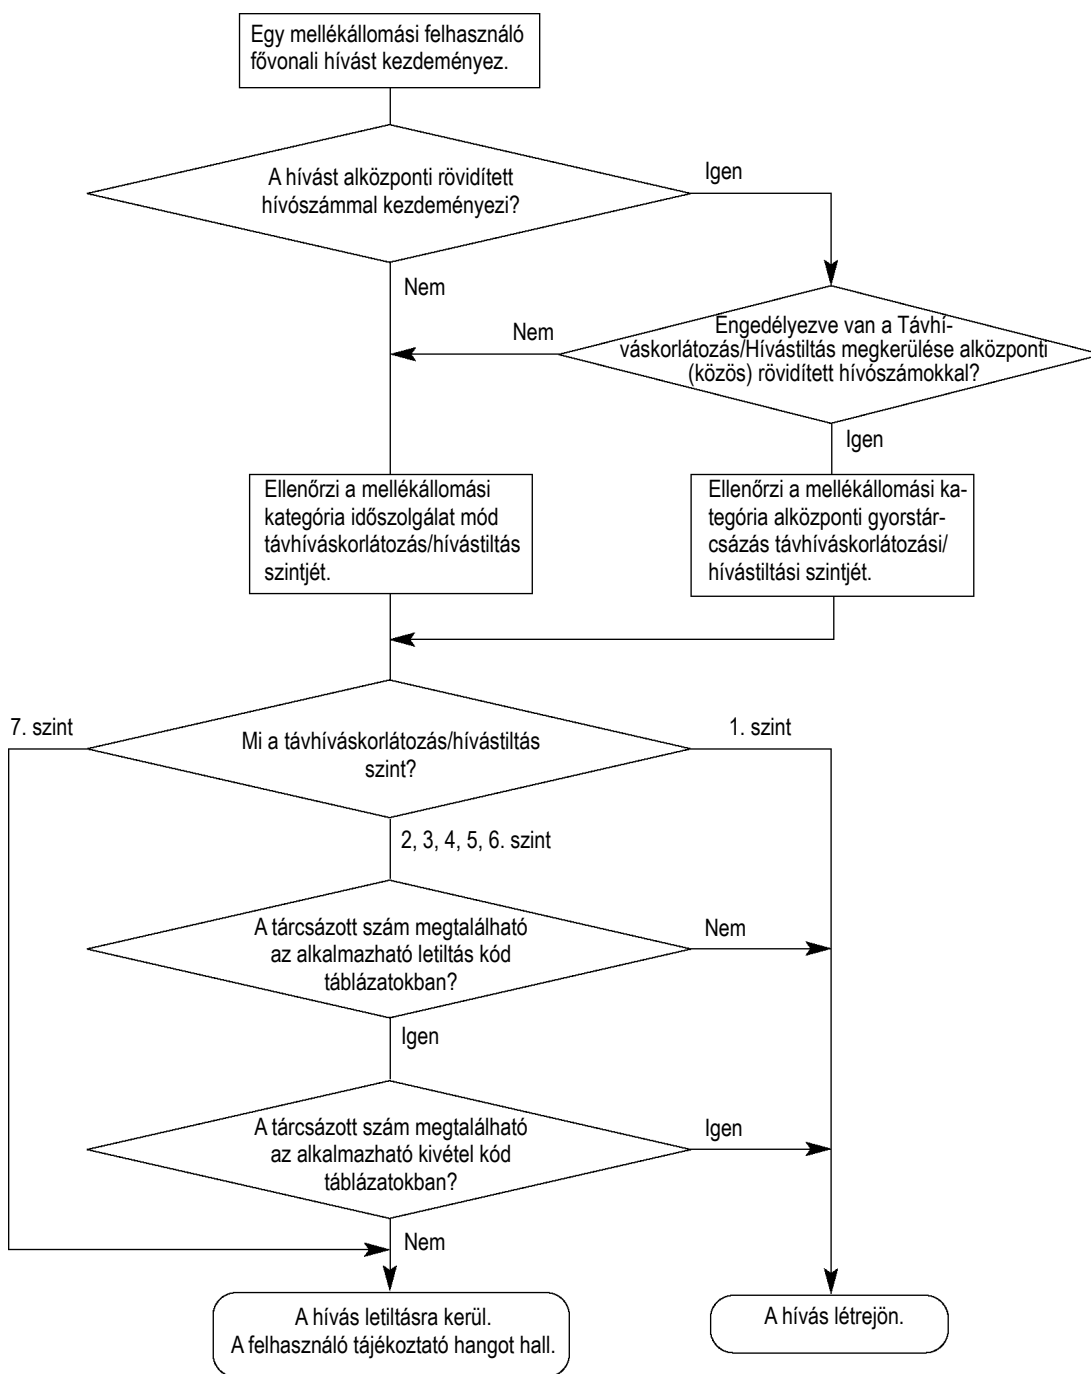 Egy mellékállomási felhasználó
fővonali hívást kezdeményez.
A hívást alközponti rövidített
hívószámmal kezdeményezi?
Igen
Nem
Engedélyezve van a Távhí-
váskorlátozás/Hívástiltás megkerülése alközponti
(közös) rövidített hívószámokkal?
Nem
Igen
Ellenőrzi a mellékállomási
kategória időszolgálat mód
távhíváskorlátozás/hívástiltás
szintjét.
Ellenőrzi a mellékállomási ka-
tegória alközponti gyorstár-
csázás távhíváskorlátozási/
hívástiltási szintjét.
7. szint
Mi a távhíváskorlátozás/hívástiltás
szint?
1. szint
2, 3, 4, 5, 6. szint
A tárcsázott szám megtalálható
az alkalmazható letiltás kód
táblázatokban?
Nem
Igen
A tárcsázott szám megtalálható
az alkalmazható kivétel kód
táblázatokban?
Igen
Nem
A hívás letiltásra kerül.
A felhasználó tájékoztató hangot hall.
A hívás létrejön.